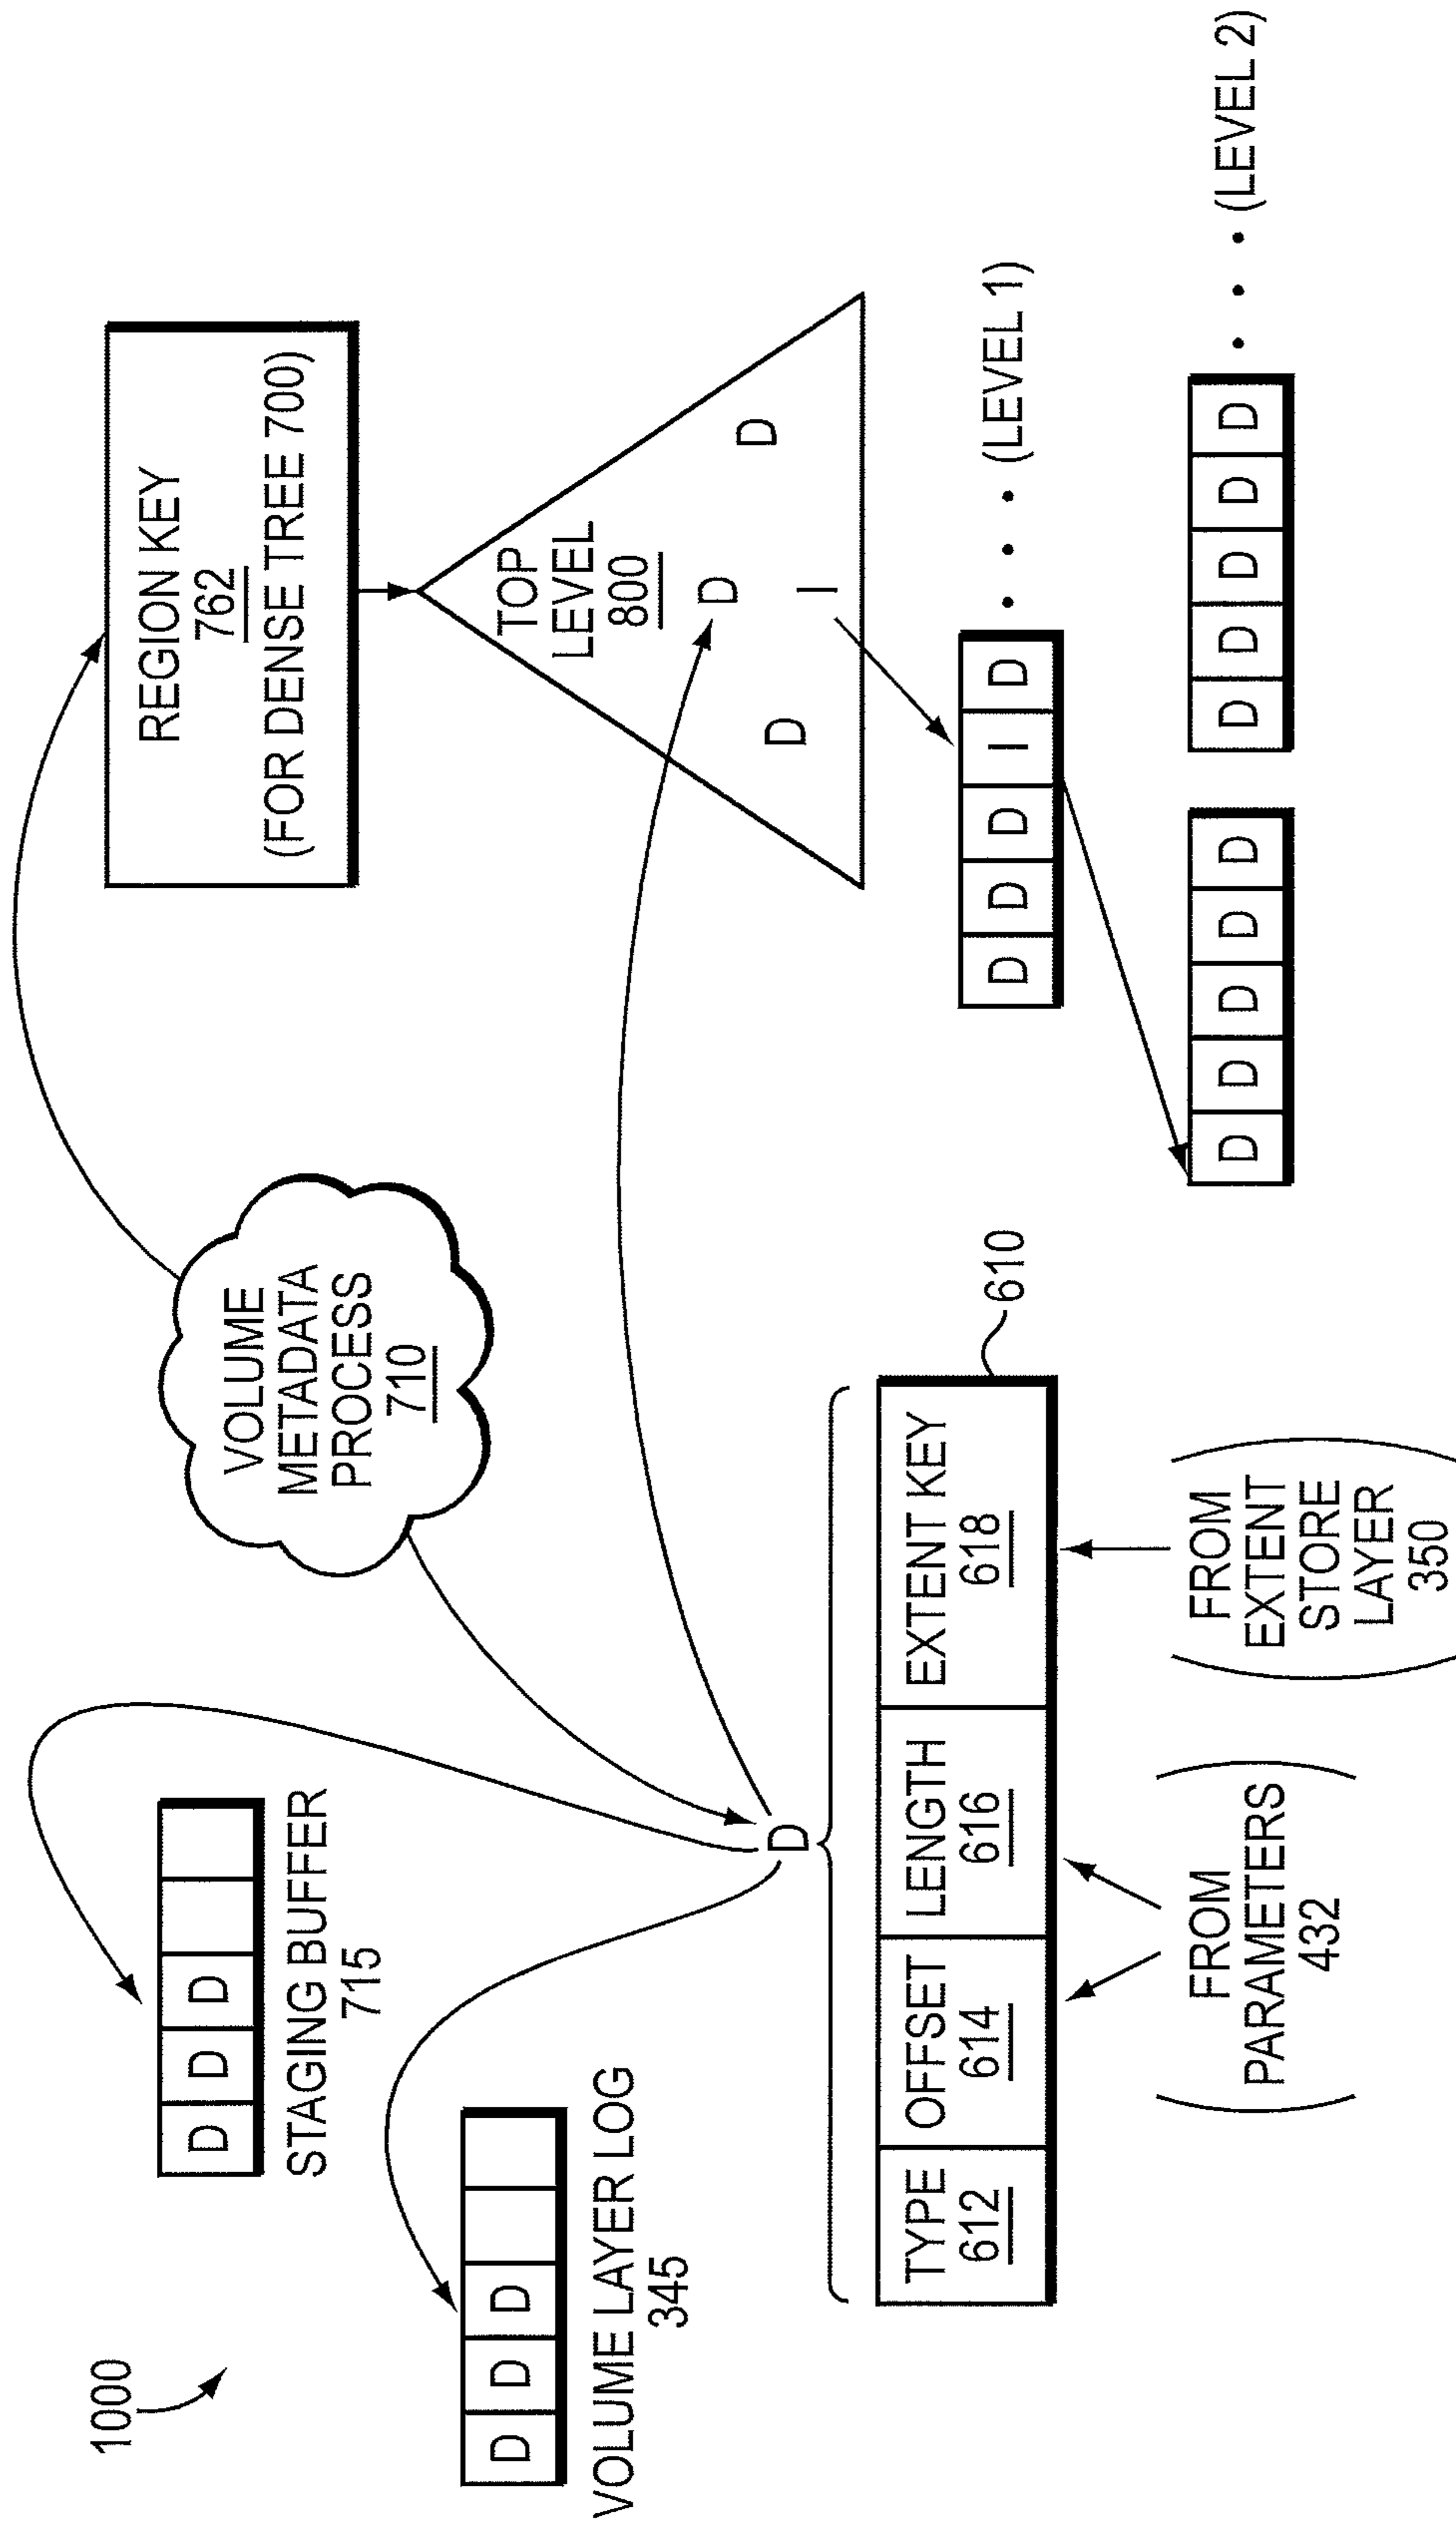 1000
D D D
STAGING BUFFER
715
D D D
VOLUME LAYER LOG
345
VOLUME
METADATA
PROCESS
710
REGION KEY
762
(FOR DENSE TREE 700)
TOP
LEVEL
800
D D D
I
D
D D D I D • • • (LEVEL 1)
D D D D D D D D D D • • • (LEVEL 2)
610
TYPE
612
OFFSET
614
LENGTH
616
EXTENT KEY
618
(FROM
PARAMETERS
432)
(FROM
EXTENT
STORE
LAYER
350)